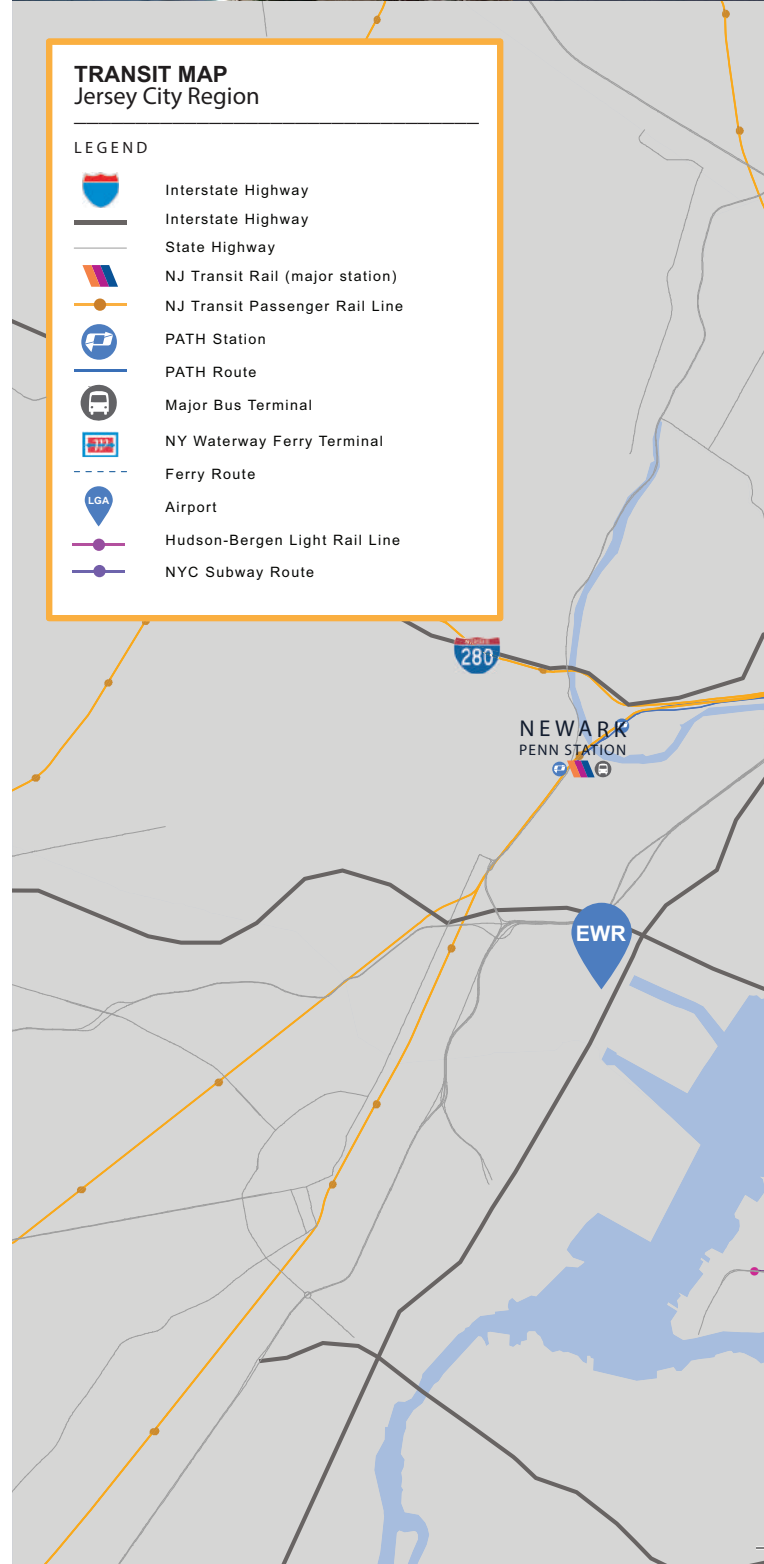 TRANSIT MAP
Jersey City Region
LEGEND
Interstate Highway
Interstate Highway
State Highway
NJ Transit Rail (major station)
NJ Transit Passenger Rail Line
PATH Station
PATH Route
Major Bus Terminal
NY Waterway Ferry Terminal
Ferry Route
LGA
Airport
Hudson-Bergen Light Rail Line
NYC Subway Route
280
NEWARK
PENN STATION
EWR